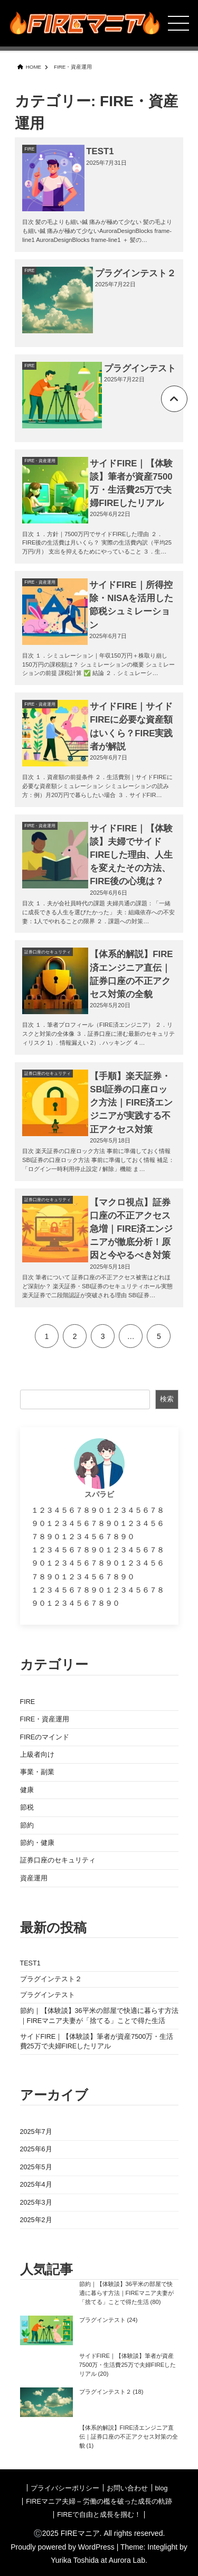 FIREマニア
HOME
FIRE・資産運用
カテゴリー: FIRE・資産
運用
FIRE
TEST1
2025年7月31日
目次 髪の毛よりも細い鍼 痛みが極めて少ない 髪の毛より
も細い鍼 痛みが極めて少ないAuroraDesignBlocks frame-
line1 AuroraDesignBlocks frame-line1 ＋ 髪の…
FIRE
プラグインテスト２
2025年7月22日
FIRE
プラグインテスト
2025年7月22日
FIRE・資産運用
サイドFIRE｜【体験
談】筆者が資産7500
万・生活費25万で夫
婦FIREしたリアル
2025年6月22日
目次 1 ．方針｜7500万円でサイドFIREした理由 ２．
FIRE後の生活費は月いくら？ 実際の生活費内訳（平均25
万円/月） 支出を抑えるためにやっていること ３．生…
FIRE・資産運用
サイドFIRE｜所得控
除・NISAを活用した
節税シュミレーショ
ン
2025年6月7日
目次 1 ．シミュレーション｜年収150万円＋株取り崩し
150万円の課税額は？ シュミレーションの概要 シュミレー
ションの前提 課税計算 ✅ 結論 ２．シミュレーシ…
FIRE・資産運用
サイドFIRE｜サイド
FIREに必要な資産額
はいくら？FIRE実践
者が解説
2025年6月7日
目次 1 ．資産額の前提条件 ２．生活費別｜サイドFIREに
必要な資産額シミュレーション シミュレーションの読み
方：例）月20万円で暮らしたい場合 ３．サイドFIR…
FIRE・資産運用
サイドFIRE｜【体験
談】夫婦でサイド
FIREした理由、人生
を変えたその方法、
FIRE後の心境は？
2025年6月6日
目次 1 ．夫が会社員時代の課題 夫婦共通の課題：「一緒
に成長できる人生を選びたかった」 夫：組織依存への不安
妻：1人でやれることの限界 ２．課題への対策…
証券口座のセキュリティ
【体系的解説】FIRE
済エンジニア直伝｜
証券口座の不正アク
セス対策の全貌
2025年5月20日
目次 1 ．筆者プロフィール（FIRE済エンジニア） ２．リ
スクと対策の全体像 ３．証券口座に潜む最新のセキュリテ
ィリスク 1）．情報漏えい 2）.ハッキング 4…
証券口座のセキュリティ
【手順】楽天証券・
SBI証券の口座ロッ
ク方法｜FIRE済エン
ジニアが実践する不
正アクセス対策
2025年5月18日
目次 楽天証券の口座ロック方法 事前に準備しておく情報
SBI証券の口座ロック方法 事前に準備しておく情報 補足：
「ログイン一時利用停止設定 / 解除」機能 ま…
証券口座のセキュリティ
【マクロ視点】証券
口座の不正アクセス
急増｜FIRE済エンジ
ニアが徹底分析！原
因と今やるべき対策
2025年5月18日
目次 筆者について 証券口座の不正アクセス被害はどれほ
ど深刻か？ 楽天証券・SBI証券のセキュリティホール実態
楽天証券で二段階認証が突破される理由 SBI証券…
1 2 3 … 5
検索
スパラビ
１２３４５６７８９０１２３４５６７８
９０１２３４５６７８９０１２３４５６
７８９０１２３４５６７８９０
１２３４５６７８９０１２３４５６７８
９０１２３４５６７８９０１２３４５６
７８９０１２３４５６７８９０
１２３４５６７８９０１２３４５６７８
９０１２３４５６７８９０
カテゴリー
FIRE
FIRE・資産運用
FIREのマインド
上級者向け
事業・副業
健康
節税
節約
節約・健康
証券口座のセキュリティ
資産運用
最新の投稿
TEST1
プラグインテスト２
プラグインテスト
節約｜【体験談】36平米の部屋で快適に暮らす方法
｜FIREマニア夫妻が「捨てる」ことで得た生活
サイドFIRE｜【体験談】筆者が資産7500万・生活
費25万で夫婦FIREしたリアル
アーカイブ
2025年7月
2025年6月
2025年5月
2025年4月
2025年3月
2025年2月
人気記事
節約｜【体験談】36平米の部屋で快
適に暮らす方法｜FIREマニア夫妻が
「捨てる」ことで得た生活 (80)
プラグインテスト (24)
サイドFIRE｜【体験談】筆者が資産
7500万・生活費25万で夫婦FIREした
リアル (20)
プラグインテスト２ (18)
【体系的解説】FIRE済エンジニア直
伝｜証券口座の不正アクセス対策の全
貌 (1)
| プライバシーポリシー | お問い合わせ | blog
| FIREマニア夫婦 – 労働の檻を破った成長の軌跡
| FIREで自由と成長を掴む！ |
Ⓒ2025 FIREマニア. All rights reserved.
Proudly powered by WordPress | Theme: Integlight by
Yurika Toshida at Aurora Lab.